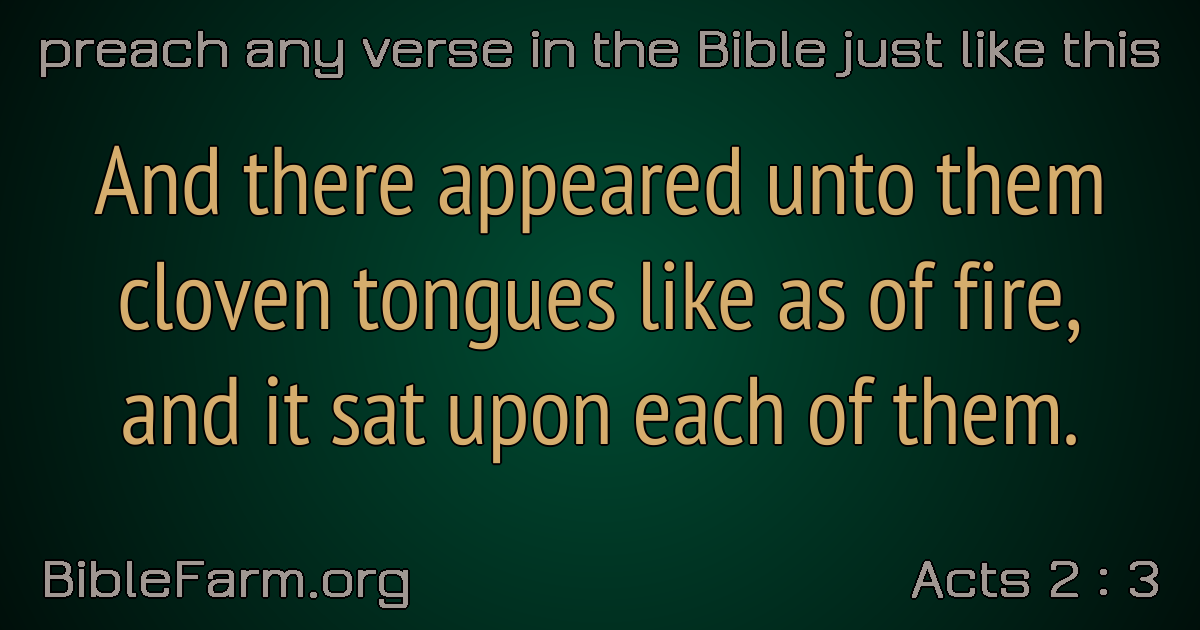 preach any verse in the Bible just like this
And there appeared unto them
cloven tongues like as of fire,
and it sat upon each of them.
BibleFarm.org
Acts 2 : 3